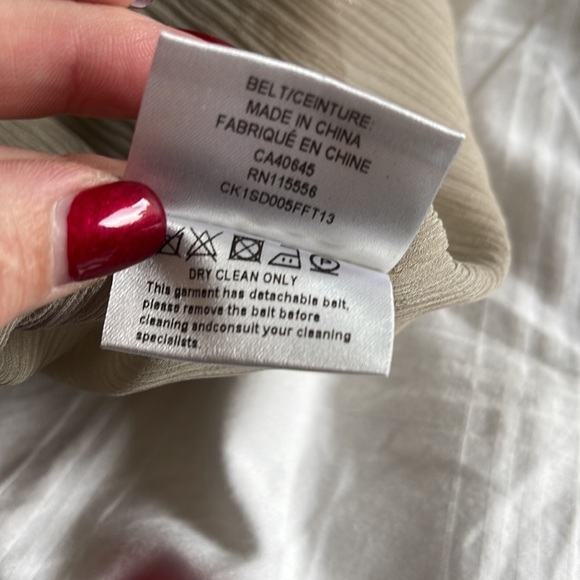 BELT/CEINTURE:
MADE IN CHINA
FABRIQUÉ EN CHINE
CA40645
RN115556
CK1SD005FFT13
DRY CLEAN ONLY
This garment has detachable belt,
please remove the belt before
cleaning andconsuit your cleaning
specialists.